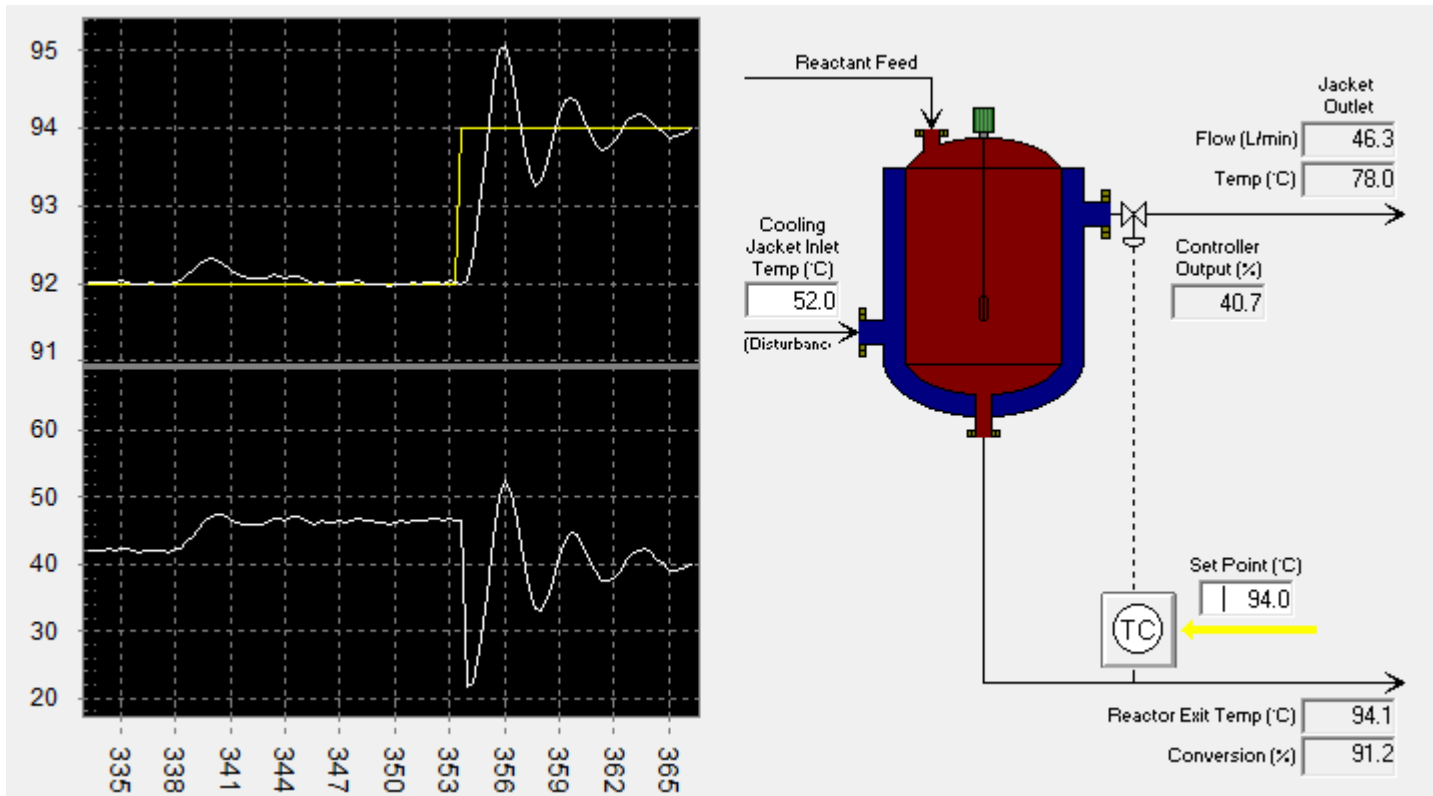 95
94
93
92
91
60
50
40
30
20
335
338
341
344
347
350
353
356
359
362
365
Reactant Feed
Jacket
Outlet
Flow (L/min) 46.3
Temp (°C) 78.0
Cooling
Jacket Inlet
Temp (°C)
52.0
(Disturbanc
Controller
Output (%)
40.7
Set Point (°C)
94.0
TC
Reactor Exit Temp (°C) 94.1
Conversion (%) 91.2